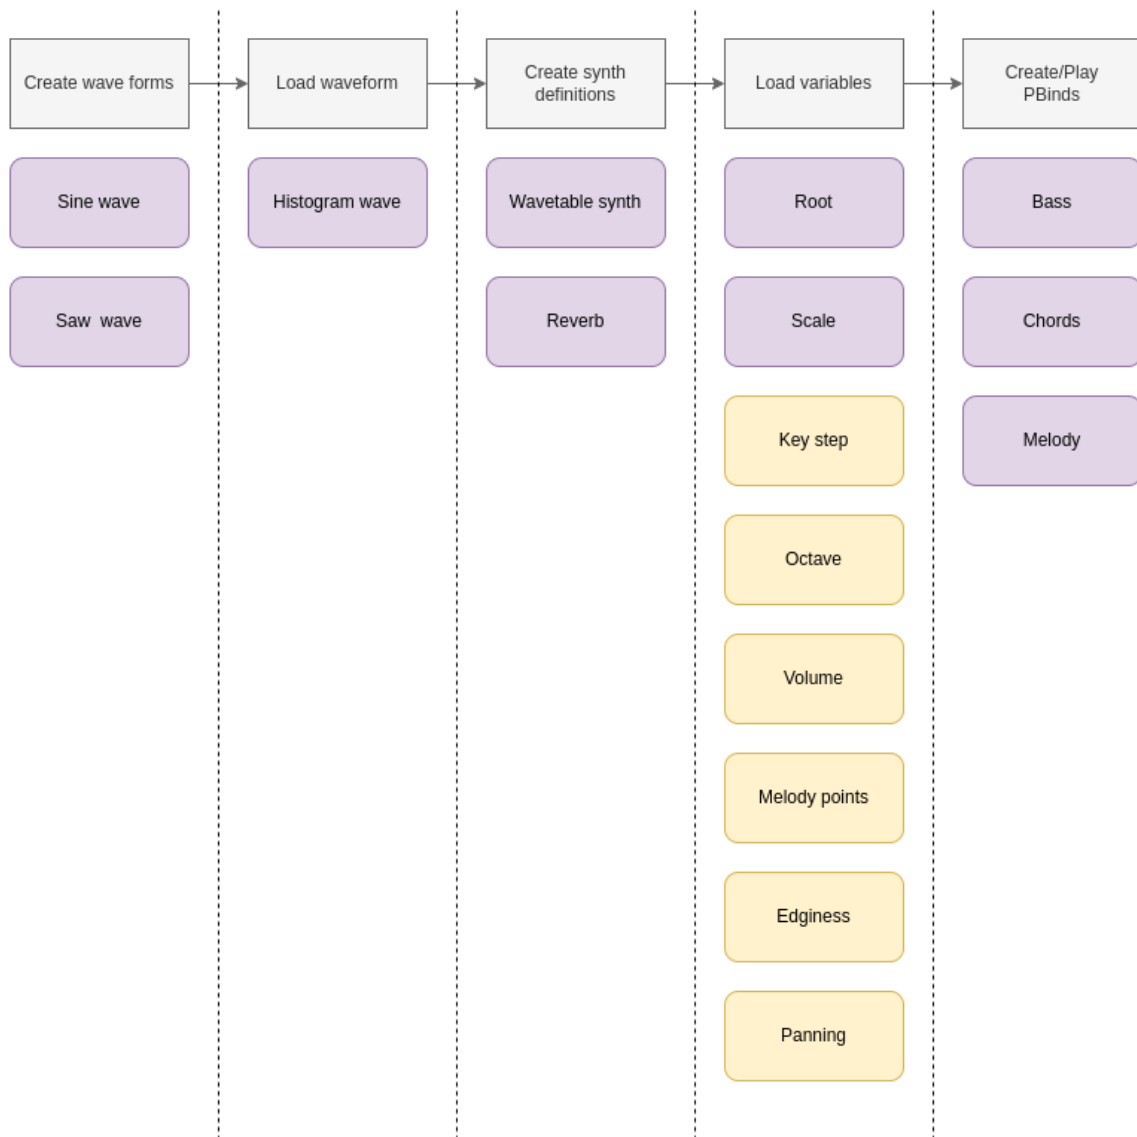 Create wave forms
Load waveform
Create synth
definitions
Load variables
Create/Play
PBinds
Sine wave
Histogram wave
Wavetable synth
Root
Bass
Saw  wave
Reverb
Scale
Chords
Key step
Melody
Octave
Volume
Melody points
Edginess
Panning